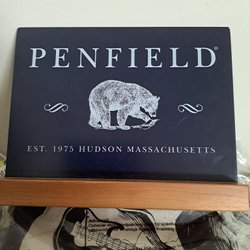 PENFIELD®
EST. 1975 HUDSON MASSACHUSETTS